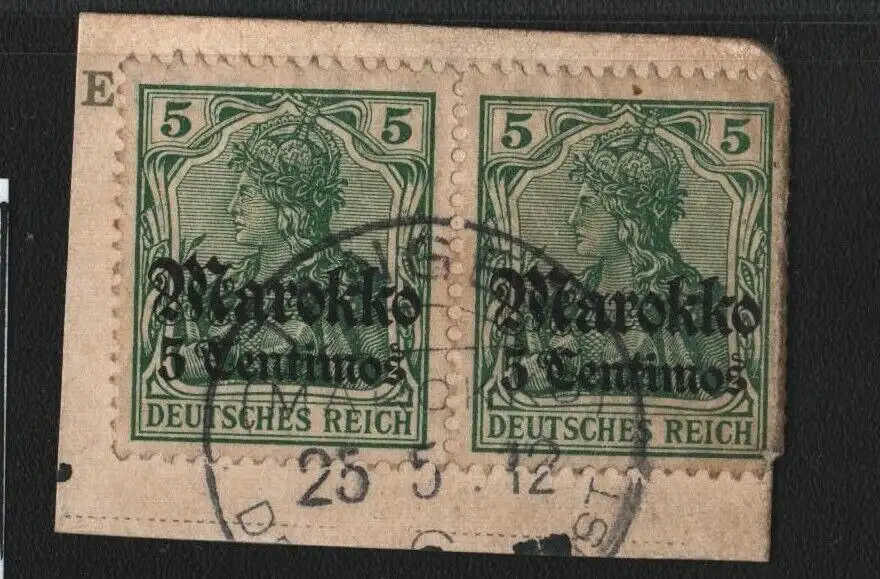 E
5 5
Marokko
5 Centimos
DEUTSCHES REICH
5 5
Marokko
5 Centimos
DEUTSCHES REICH
25 5 . 12